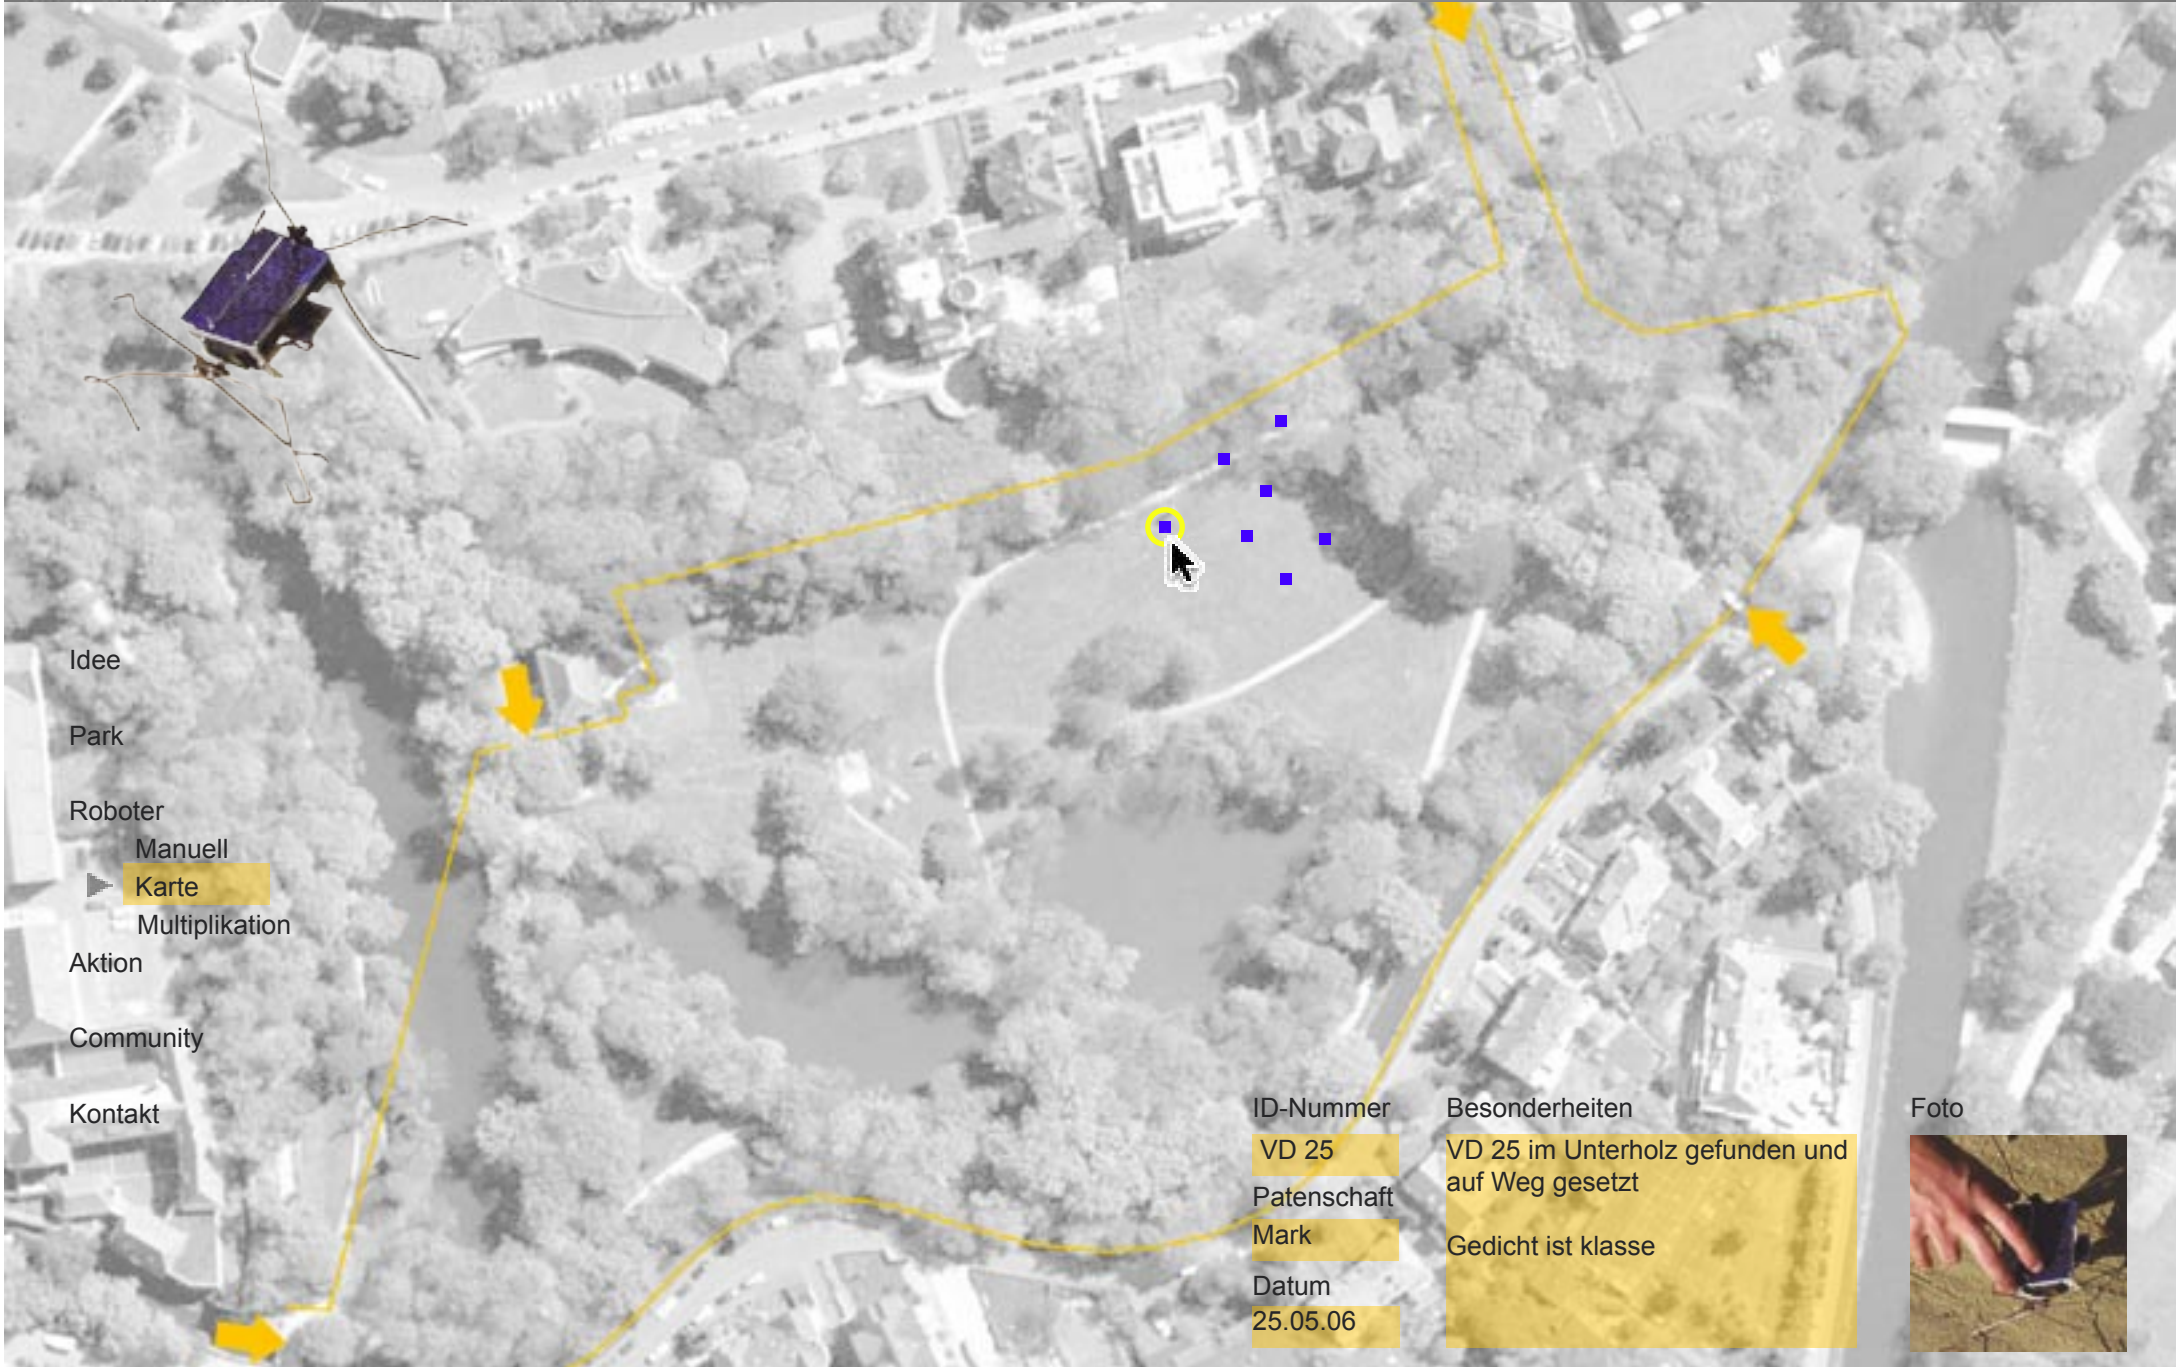 Idee
Park
Roboter
Manuell
Karte
Multiplikation
Aktion
Community
Kontakt
ID-Nummer
VD 25
Patenschaft
Mark
Datum
25.05.06
Besonderheiten
VD 25 im Unterholz gefunden und
auf Weg gesetzt
Gedicht ist klasse
Foto